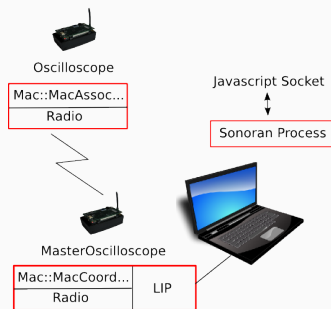 Oscilloscope
Mac::MacAssoc...
Radio
Javascript Socket
Sonoran Process
MasterOscilloscope
Mac::MacCoord...
LIP
Radio